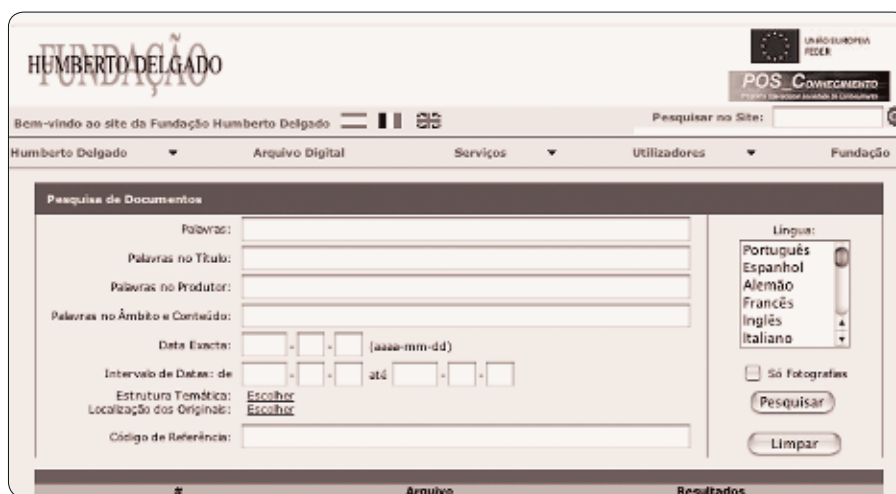 FUNDAÇÃO
HUMBERTO DELGADO
UNIÃO EUROPEIA
FEDER
POS_CONHECIMENTO
Bem-vindo ao site da Fundação Humberto Delgado
Pesquisar no Site:
Humberto Delgado Arquivo Digital Serviços Utilizadores Fundação
Pesquisa de Documentos
Palavras:
Palavras no Título:
Palavras no Produtor:
Palavras no Âmbito e Conteúdo:
Data Exacta: - - (aaaa-mm-dd)
Intervalo de Datas: de - - até - -
Estrutura Temática: Escolher
Localização dos Originais: Escolher
Código de Referência:
Língua:
Português
Espanhol
Alemão
Francês
Inglês
Italiano
Só Fotografias
Pesquisar
Limpar
# Arquivo Resultados